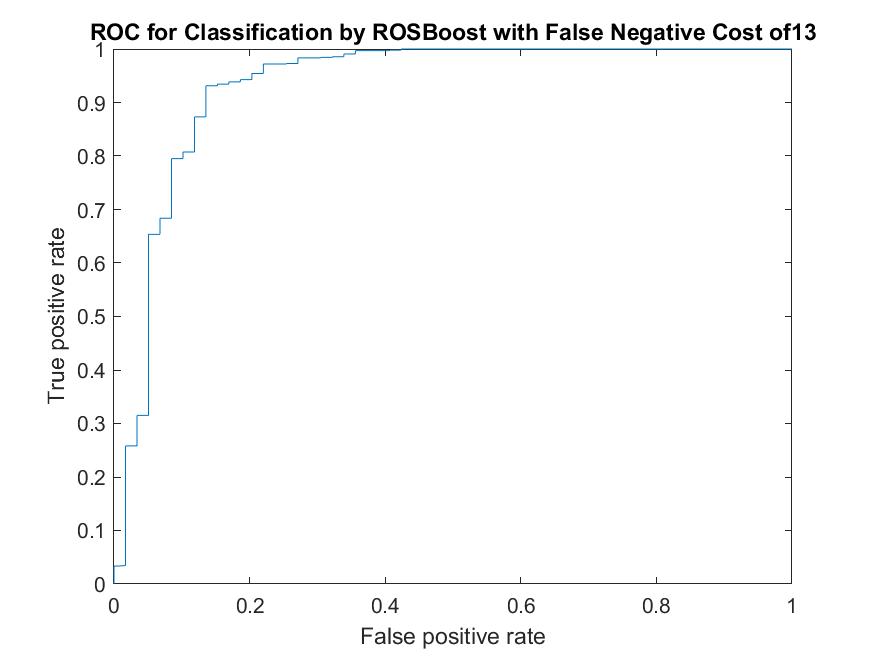 ROC for Classification by ROSBoost with False Negative Cost of13
1
0.9
0.8
0.7
0.6
0.5
0.4
0.3
0.2
0.1
0
True positive rate
0 0.2 0.4 0.6 0.8 1
False positive rate